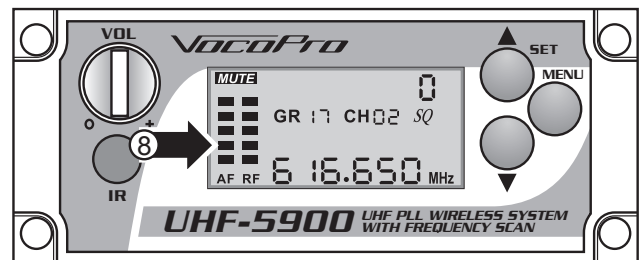 VOL
VocoPro
SET
MENU
MUTE
0
GR 17 CH02 SQ
O +
8
AF RF 616.650 MHz
IR
UHF-5900 UHF PLL WIRELESS SYSTEM
WITH FREQUENCY SCAN